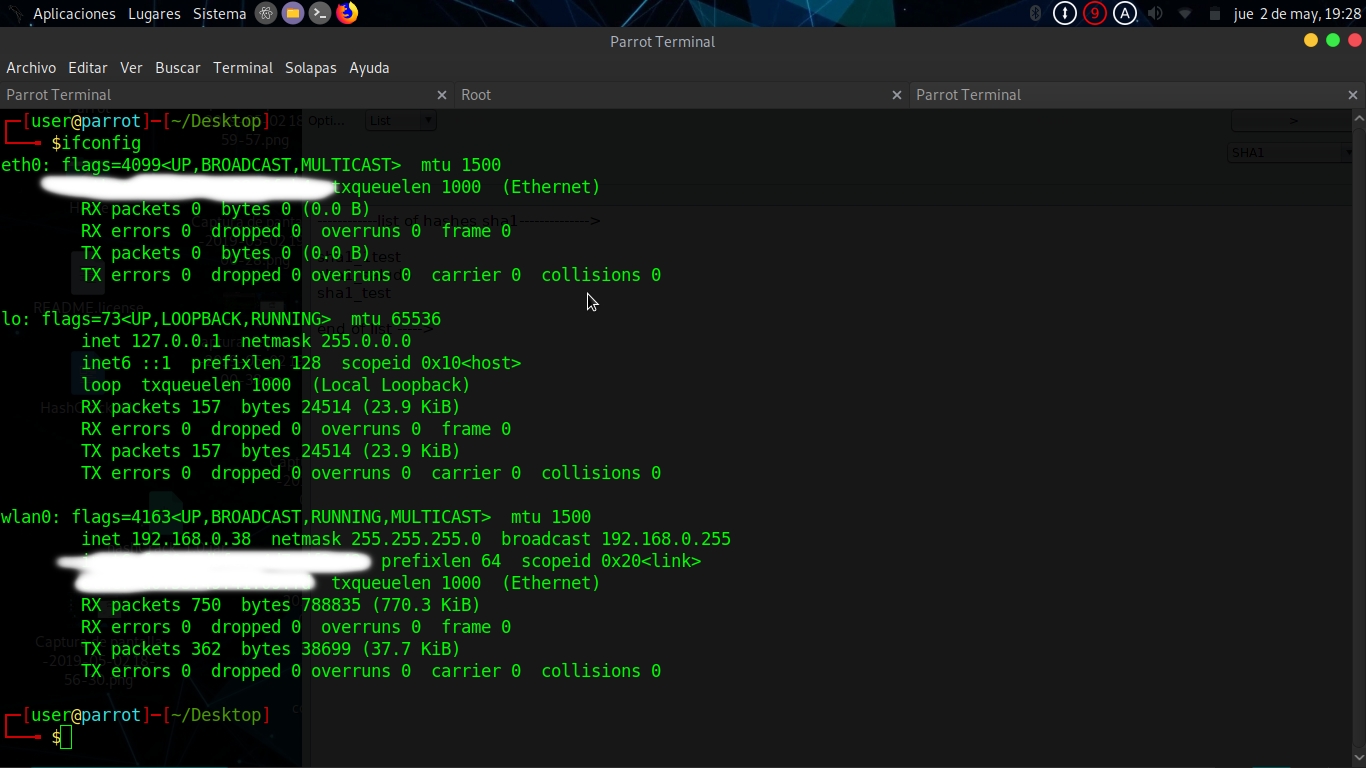 Aplicaciones Lugares Sistema 9 A jue 2 de may, 19:28
Parrot Terminal
Archivo Editar Ver Buscar Terminal Solapas Ayuda
Parrot Terminal × Root × Parrot Terminal ×
┌─[user@parrot]─[~/Desktop]
└──╼ $ifconfig
eth0: flags=4099<UP,BROADCAST,MULTICAST>  mtu 1500
txqueuelen 1000  (Ethernet)
RX packets 0  bytes 0 (0.0 B)
RX errors 0  dropped 0  overruns 0  frame 0
TX packets 0  bytes 0 (0.0 B)
TX errors 0  dropped 0 overruns 0  carrier 0  collisions 0
lo: flags=73<UP,LOOPBACK,RUNNING>  mtu 65536
inet 127.0.0.1  netmask 255.0.0.0
inet6 ::1  prefixlen 128  scopeid 0x10<host>
loop  txqueuelen 1000  (Local Loopback)
RX packets 157  bytes 24514 (23.9 KiB)
RX errors 0  dropped 0  overruns 0  frame 0
TX packets 157  bytes 24514 (23.9 KiB)
TX errors 0  dropped 0 overruns 0  carrier 0  collisions 0
wlan0: flags=4163<UP,BROADCAST,RUNNING,MULTICAST>  mtu 1500
inet 192.168.0.38  netmask 255.255.255.0  broadcast 192.168.0.255
prefixlen 64  scopeid 0x20<link>
txqueuelen 1000  (Ethernet)
RX packets 750  bytes 788835 (770.3 KiB)
RX errors 0  dropped 0  overruns 0  frame 0
TX packets 362  bytes 38699 (37.7 KiB)
TX errors 0  dropped 0 overruns 0  carrier 0  collisions 0
┌─[user@parrot]─[~/Desktop]
└──╼ $
List
>
SHA1
list of hashes sha1-------------->
sha1_test